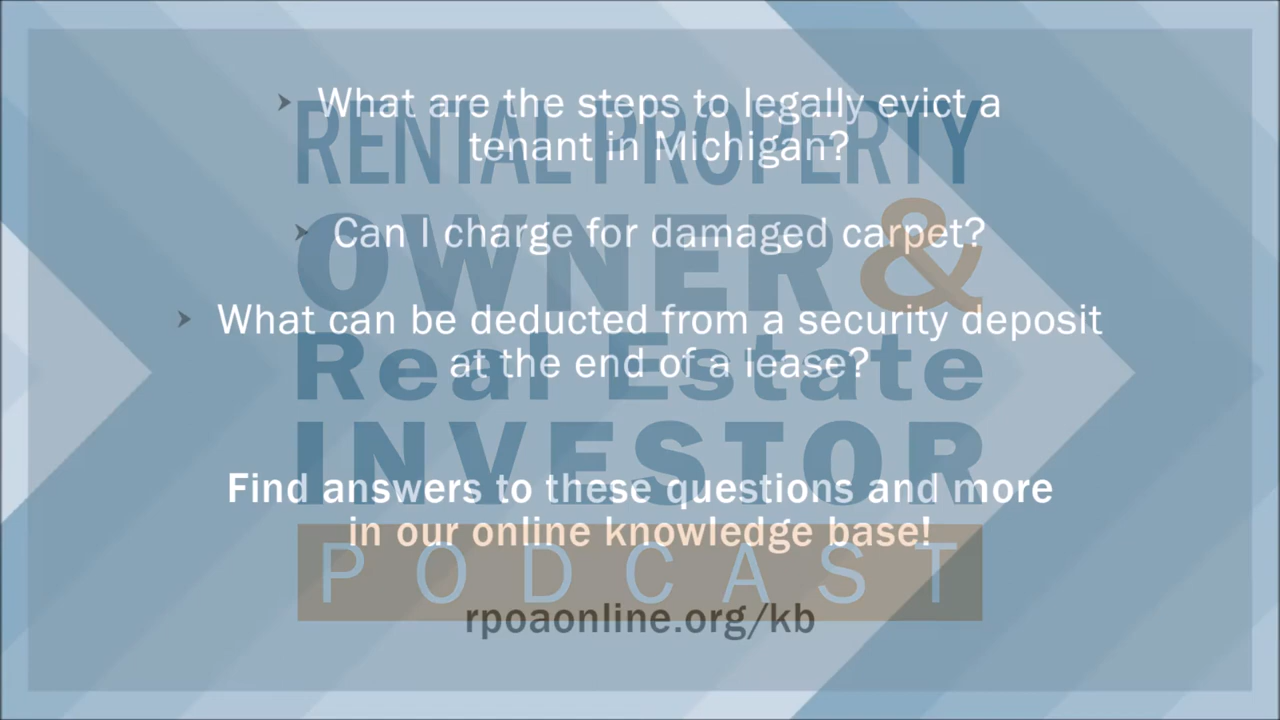 What are the steps to legally evict a
tenant in Michigan?
Can I charge for damaged carpet?
What can be deducted from a security deposit
at the end of a lease?
Find answers to these questions and more
in our online knowledge base!
rpoaonline.org/kb
RENTAL PROPERTY
OWNER &
Real Estate
INVESTOR
PODCAST